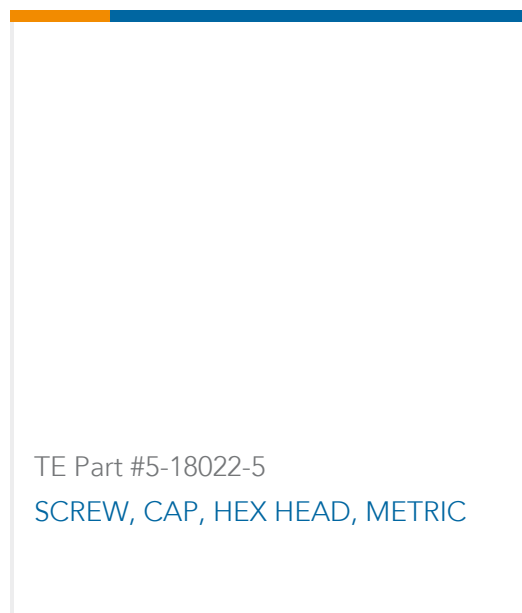 TE Part #5-18022-5
SCREW, CAP, HEX HEAD, METRIC